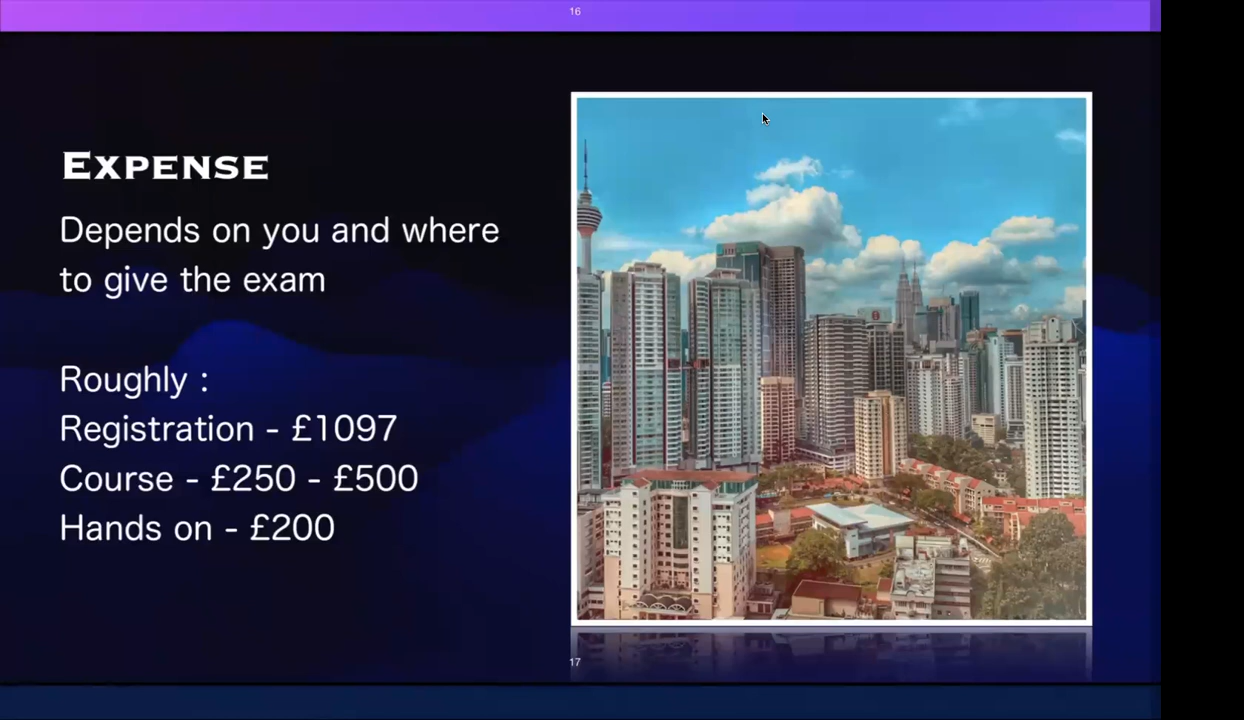 16
EXPENSE
Depends on you and where
to give the exam
Roughly :
Registration - £1097
Course - £250 - £500
Hands on - £200
17